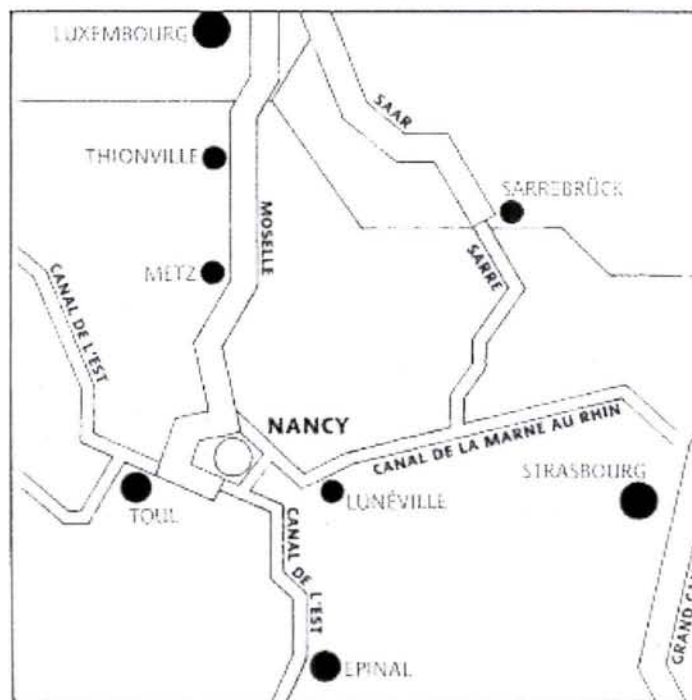 LUXEMBOURG
SAAR
THIONVILLE
SARREBRÜCK
MOSELLE
SARRE
METZ
CANAL DE L'EST
NANCY
CANAL DE LA MARNE AU RHIN
STRASBOURG
TOUL
LUNÉVILLE
CANAL DE L'EST
GRAND
EPINAL